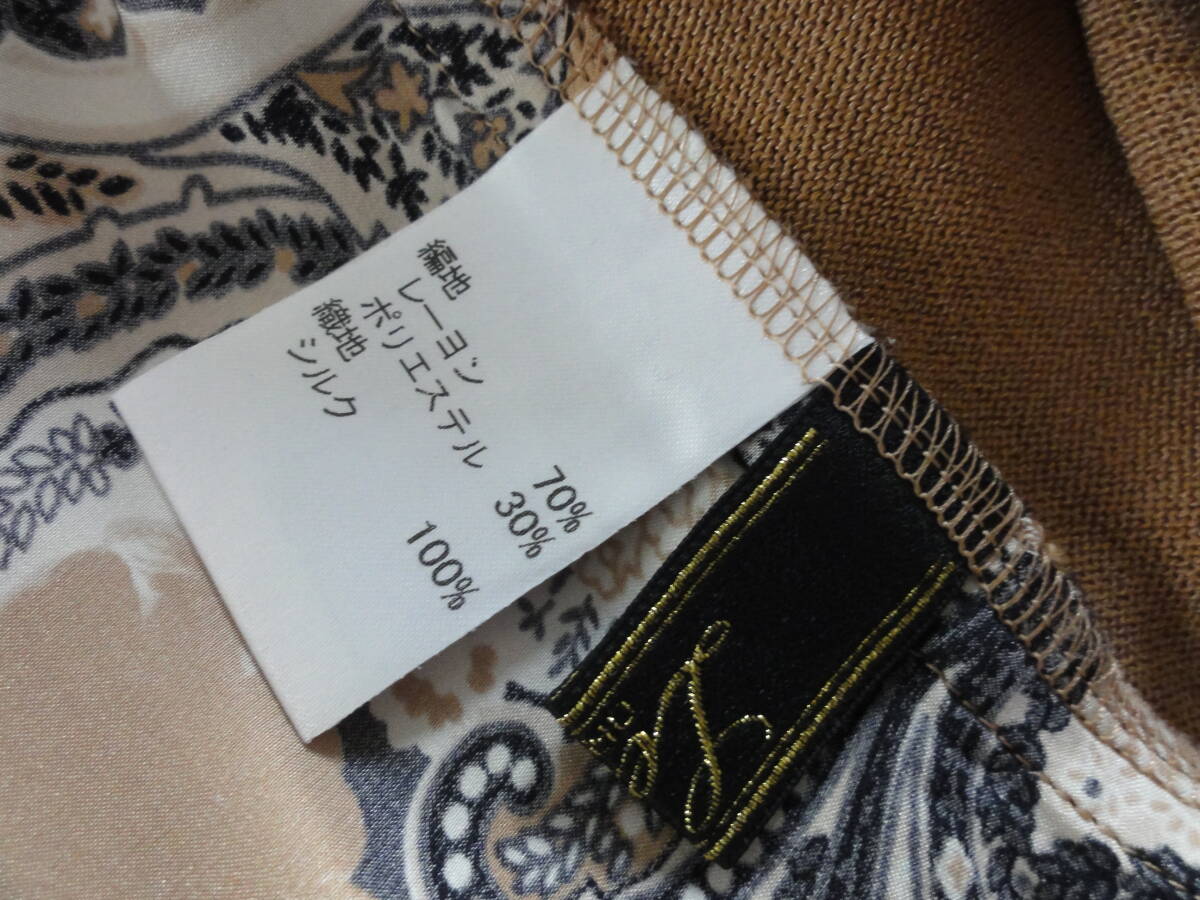 編地
レーヨン 70%
ポリエステル 30%
織地
シルク 100%